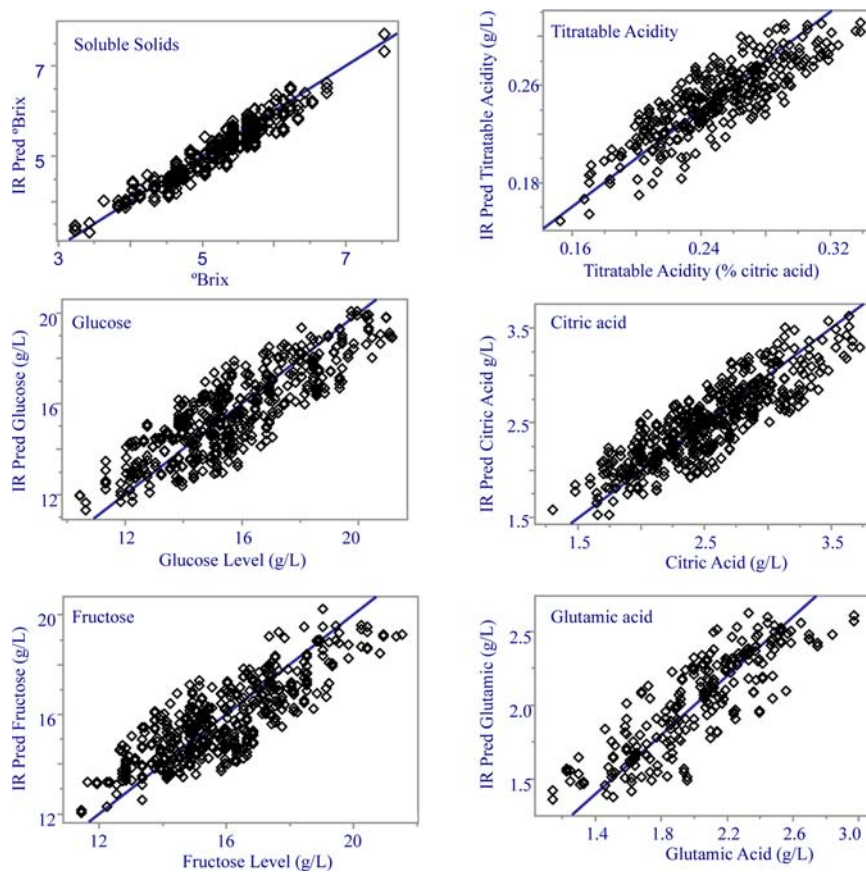 Soluble Solids
IR Pred ºBrix
7
5
3
5
7
ºBrix
Titratable Acidity
IR Pred Titratable Acidity (g/L)
0.26
0.18
0.16
0.24
0.32
Titratable Acidity (% citric acid)
Glucose
IR Pred Glucose (g/L)
20
16
12
12
16
20
Glucose Level (g/L)
Citric acid
IR Pred Citric Acid g/L)
3.5
2.5
1.5
1.5
2.5
3.5
Citric Acid (g/L)
Fructose
IR Pred Fructose (g/L)
20
16
12
12
16
20
Fructose Level (g/L)
Glutamic acid
IR Pred Glutamic (g/L)
2.5
2.0
1.5
1.4
1.8
2.2
2.6
3.0
Glutamic Acid (g/L)